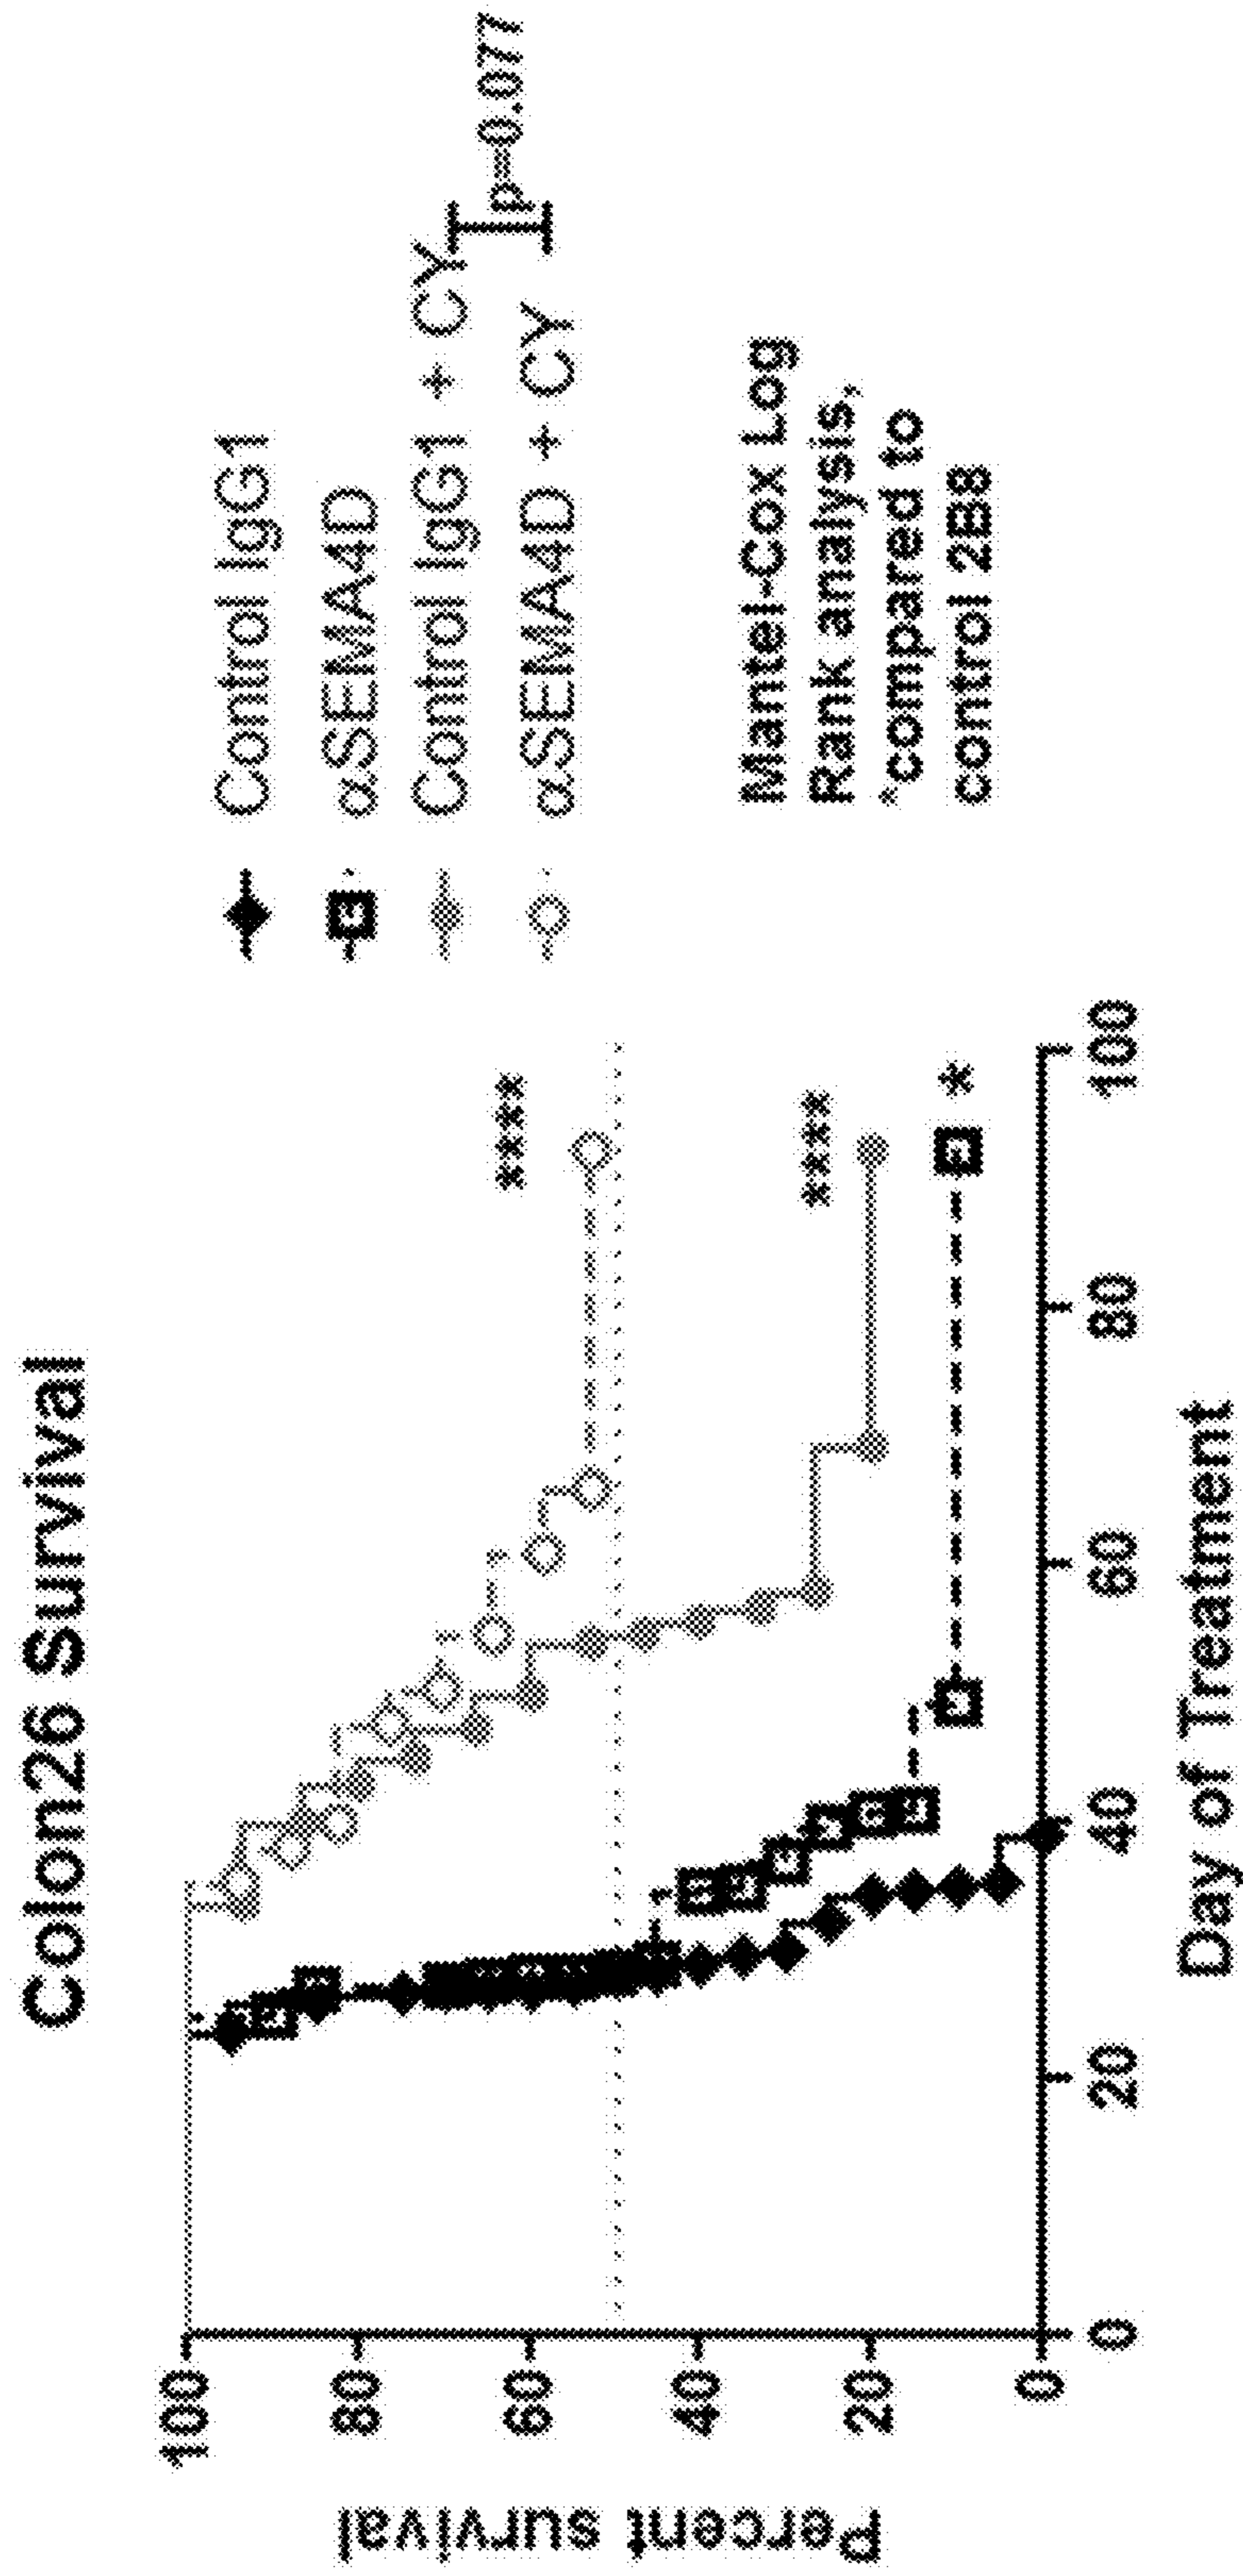 Colon26 Survival
Percent survival
100
80
60
40
20
0
0
20
40
60
80
100
Day of Treatment
****
****
*
Control IgG1
αSEMA4D
Control IgG1 + CY
αSEMA4D + CY
p=0.077
Mantel-Cox Log
Rank analysis,
*compared to
control 2B8